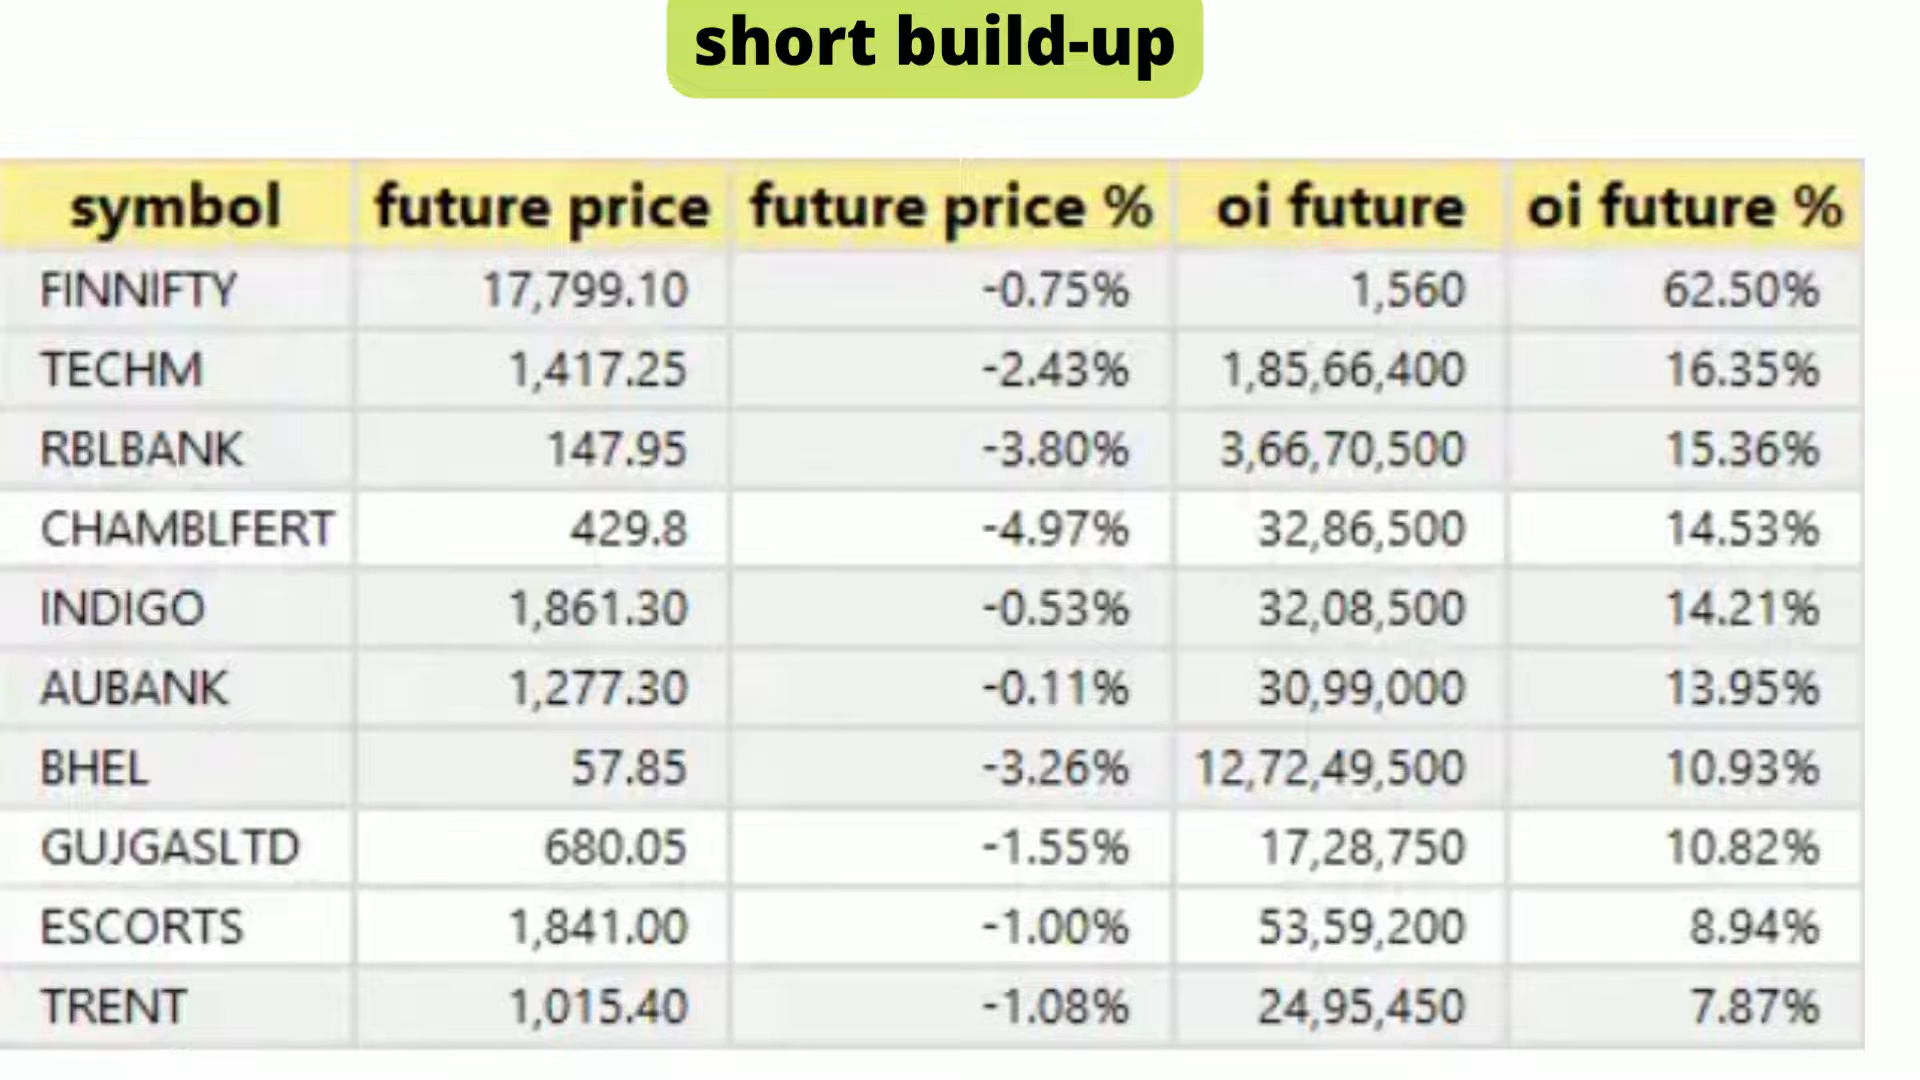 short build-up
symbol future price future price % oi future oi future %
FINNIFTY 17,799.10 -0.75% 1,560 62.50%
TECHM 1,417.25 -2.43% 1,85,66,400 16.35%
RBLBANK 147.95 -3.80% 3,66,70,500 15.36%
CHAMBLFERT 429.8 -4.97% 32,86,500 14.53%
INDIGO 1,861.30 -0.53% 32,08,500 14.21%
AUBANK 1,277.30 -0.11% 30,99,000 13.95%
BHEL 57.85 -3.26% 12,72,49,500 10.93%
GUJGASLTD 680.05 -1.55% 17,28,750 10.82%
ESCORTS 1,841.00 -1.00% 53,59,200 8.94%
TRENT 1,015.40 -1.08% 24,95,450 7.87%